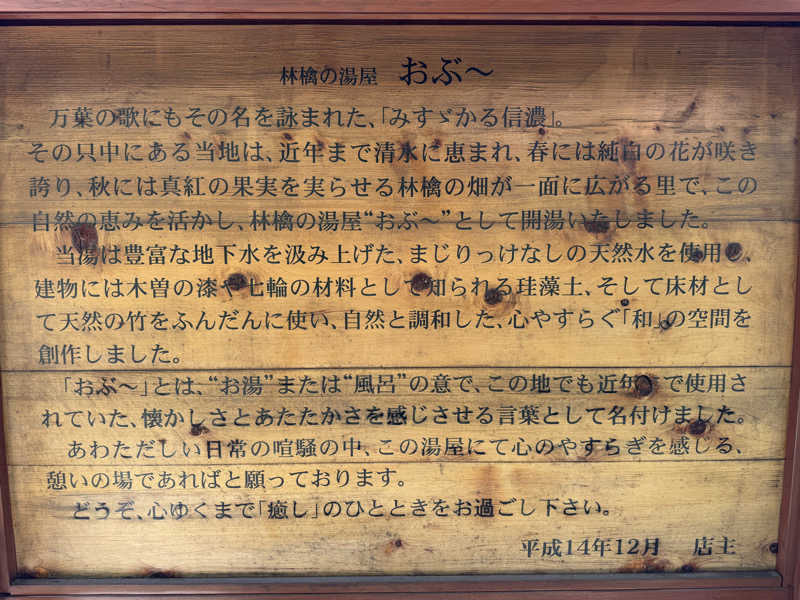 林檎の湯屋 おぶ～
万葉の歌にもその名を詠まれた、「みすゞかる信濃」。
その只中にある当地は、近年まで清水に恵まれ、春には純白の花が咲き
誇り、秋には真紅の果実を実らせる林檎の畑が一面に広がる里で、この
自然の恵みを活かし、林檎の湯屋“おぶ～”として開湯いたしました。
当湯は豊富な地下水を汲み上げた、まじりっけなしの天然水を使用し、
建物には木曽の漆や七輪の材料として知られる珪藻土、そして床材とし
て天然の竹をふんだんに使い、自然と調和した、心やすらぐ「和」の空間を
創作しました。
「おぶ～」とは、“お湯”または“風呂”の意で、この地でも近年まで使用さ
れていた、懐かしさとあたたかさを感じさせる言葉として名付けました。
あわただしい日常の喧騒の中、この湯屋にて心のやすらぎを感じる、
憩いの場であればと願っております。
どうぞ、心ゆくまで「癒し」のひとときをお過ごし下さい。
平成14年12月 店主